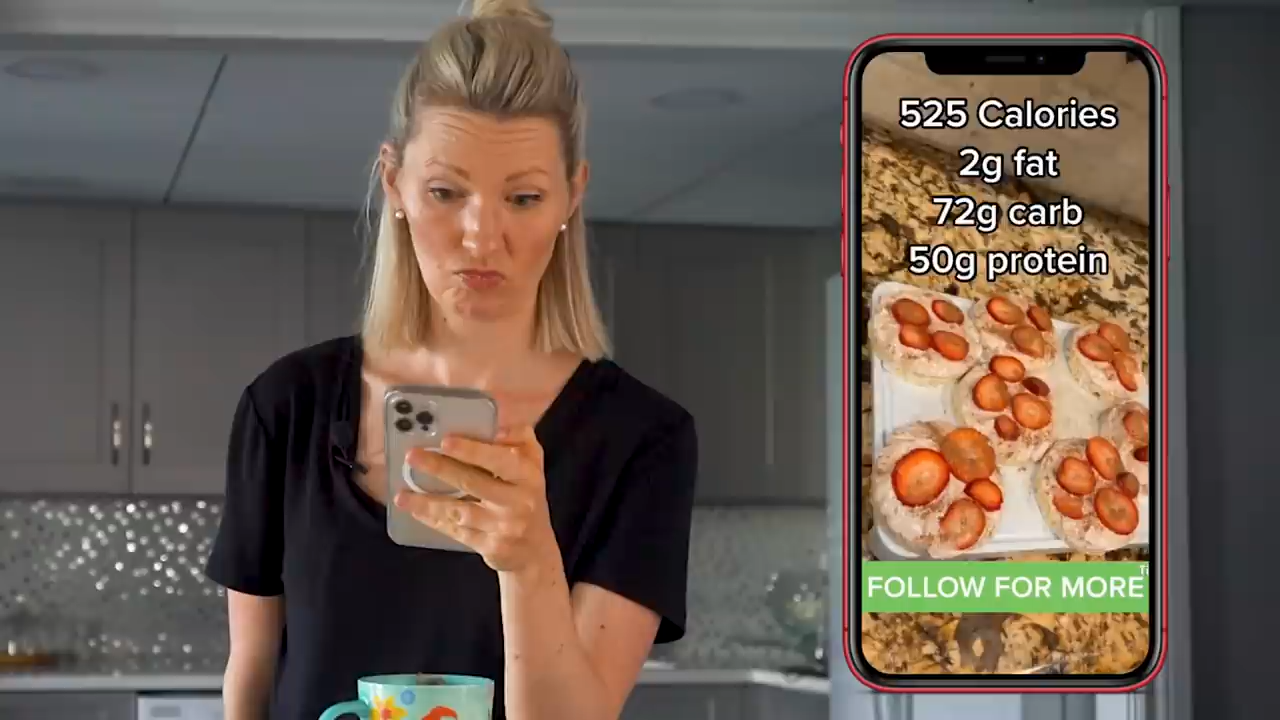 525 Calories
2g fat
72g carb
50g protein
FOLLOW FOR MORE